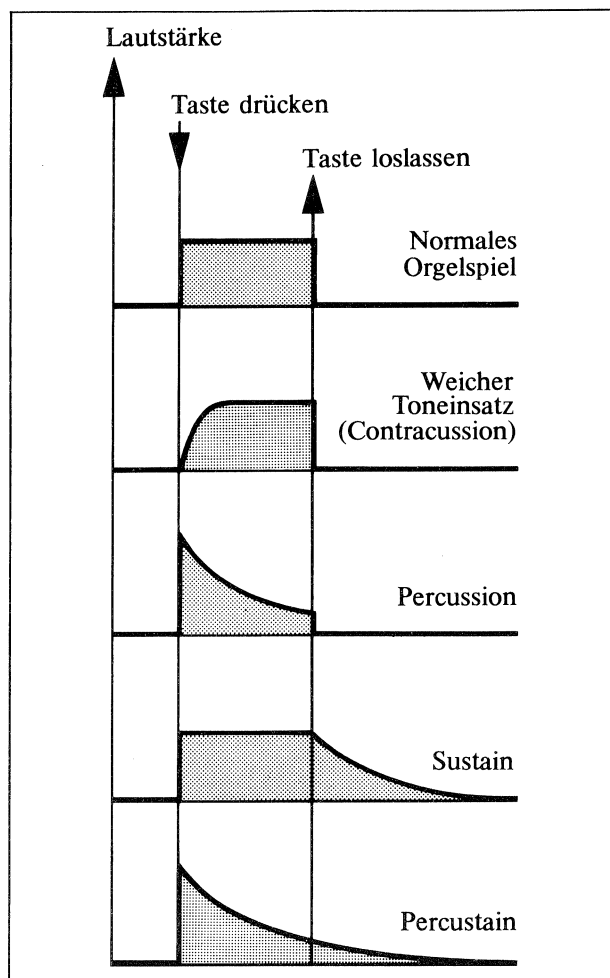 Lautstärke
Taste drücken
Taste loslassen
Normales
Orgelspiel
Weicher
Toneinsatz
(Contracussion)
Percussion
Sustain
Percustain